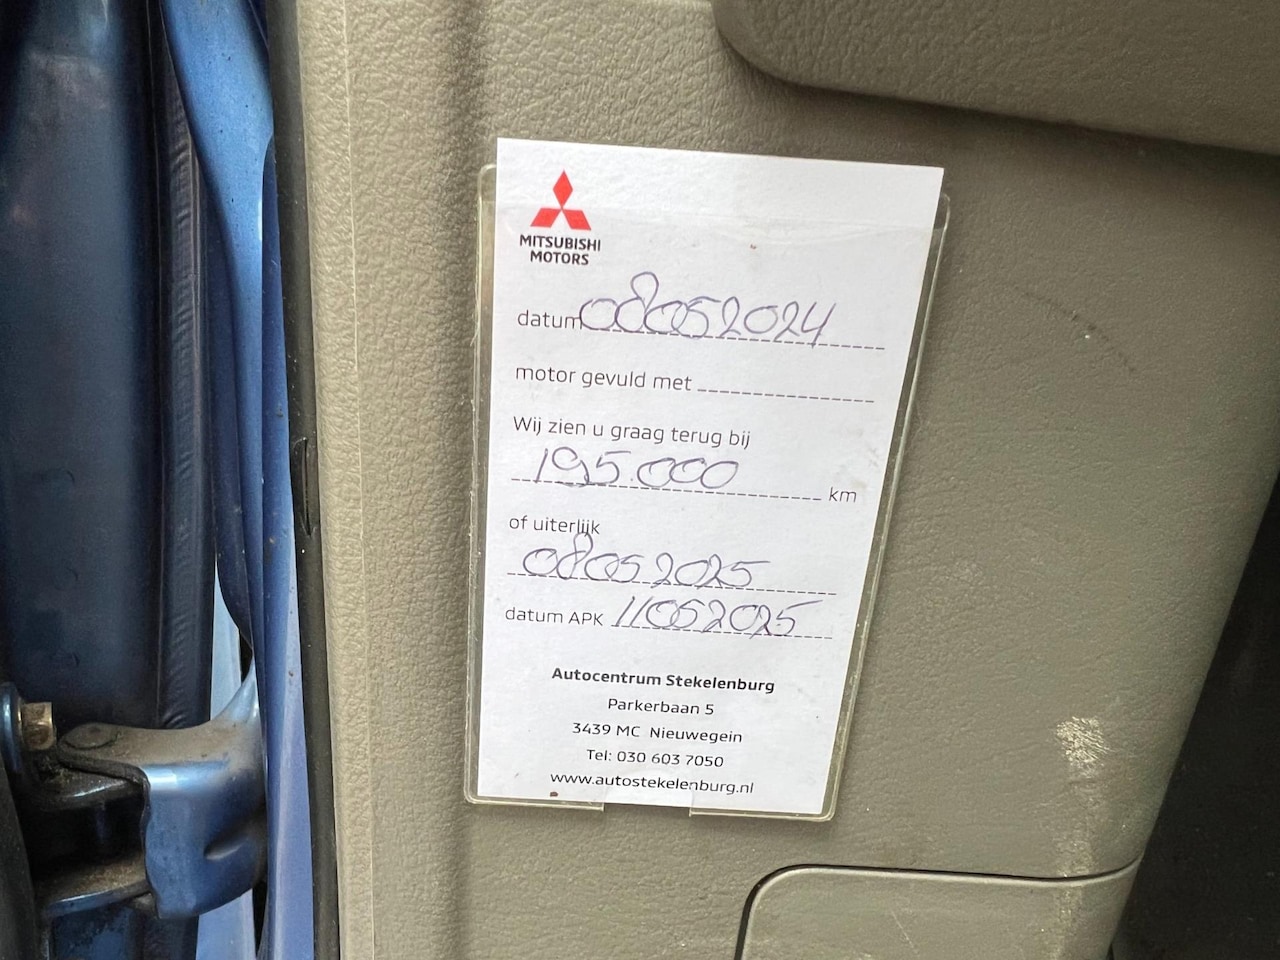 MITSUBISHI
MOTORS
datum 08052024
motor gevuld met
Wij zien u graag terug bij
195.000 km
of uiterlijk
08052025
datum APK 11052025
Autocentrum Stekelenburg
Parkerbaan 5
3439 MC Nieuwegein
Tel: 030 603 7050
www.autostekelenburg.nl